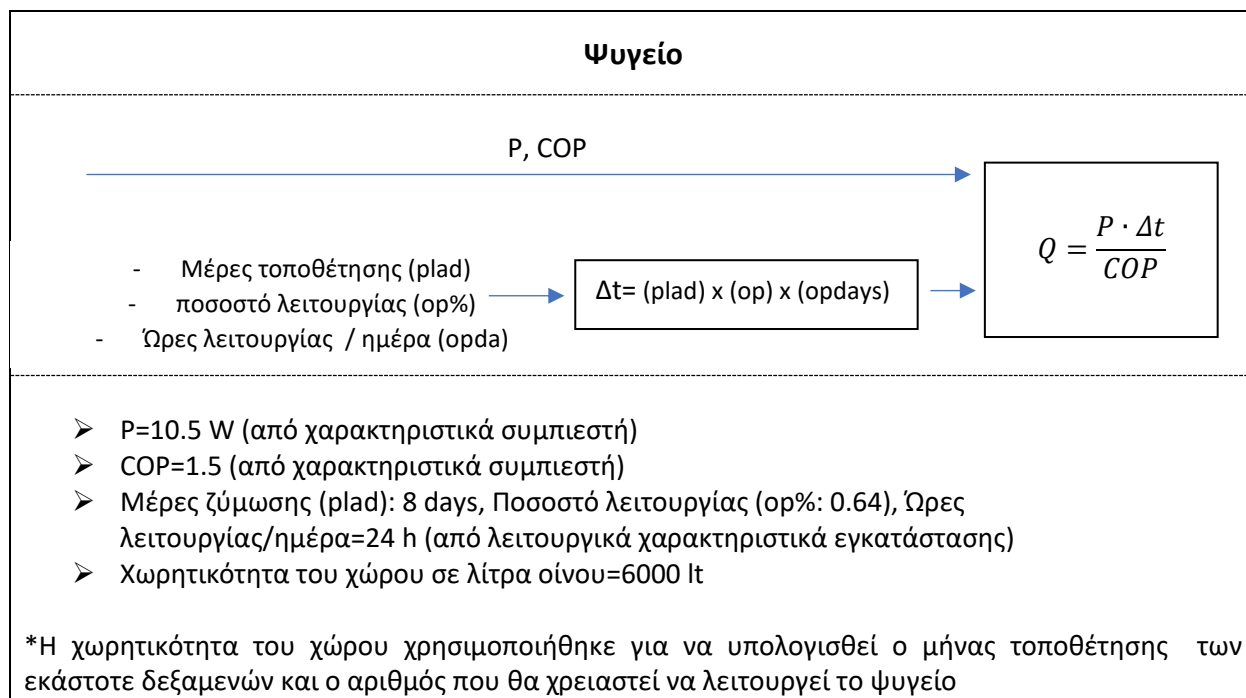 Ψυγείο
P, COP
- Μέρες τοποθέτησης (plad)
- ποσοστό λειτουργίας (op%)
- Ώρες λειτουργίας / ημέρα (opda)
Δt= (plad) x (op) x (opdays)
Q = P · Δt / COP
➢ P=10.5 W (από χαρακτηριστικά συμπιεστή)
➢ COP=1.5 (από χαρακτηριστικά συμπιεστή)
➢ Μέρες ζύμωσης (plad): 8 days, Ποσοστό λειτουργίας (op%: 0.64), Ώρες
λειτουργίας/ημέρα=24 h (από λειτουργικά χαρακτηριστικά εγκατάστασης)
➢ Χωρητικότητα του χώρου σε λίτρα οίνου=6000 lt
*Η χωρητικότητα του χώρου χρησιμοποιήθηκε για να υπολογισθεί ο μήνας τοποθέτησης των
εκάστοτε δεξαμενών και ο αριθμός που θα χρειαστεί να λειτουργεί το ψυγείο